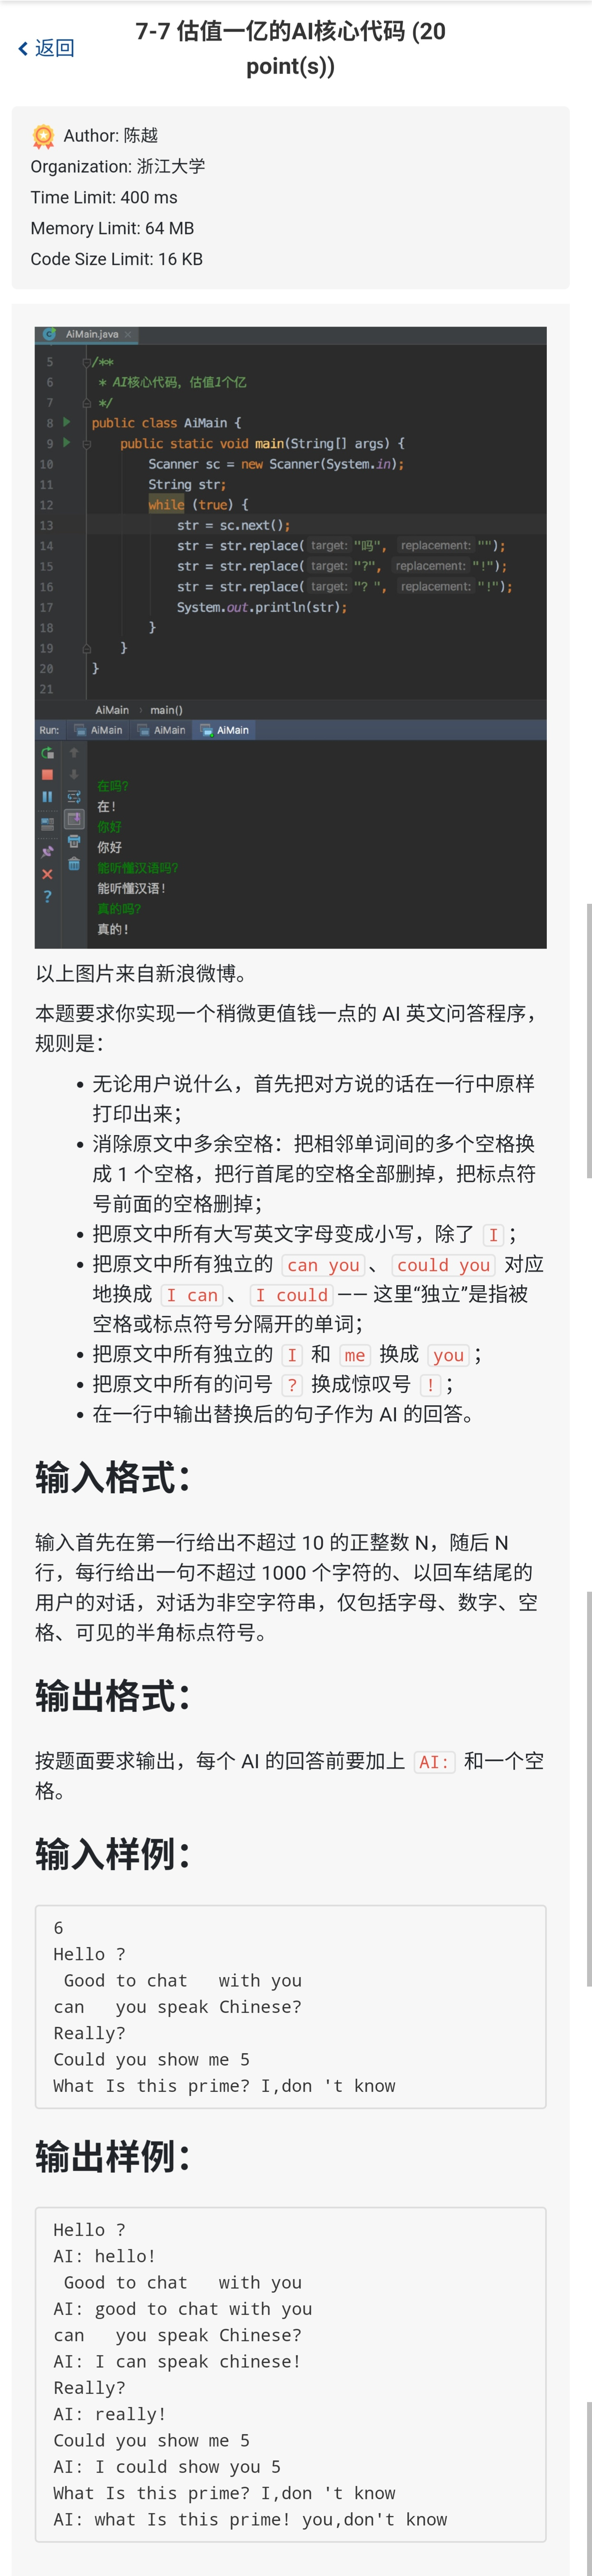 返回
7-7 估值一亿的AI核心代码 (20
point(s))
Author: 陈越
Organization: 浙江大学
Time Limit: 400 ms
Memory Limit: 64 MB
Code Size Limit: 16 KB
AiMain.java ×
5 /**
6 * AI核心代码，估值1个亿
7 */
8 public class AiMain {
9 public static void main(String[] args) {
10 Scanner sc = new Scanner(System.in);
11 String str;
12 while (true) {
13 str = sc.next();
14 str = str.replace( target: "吗", replacement: "");
15 str = str.replace( target: "?", replacement: "!");
16 str = str.replace( target: "? ", replacement: "!");
17 System.out.println(str);
18 }
19 }
20 }
21
AiMain › main()
Run: AiMain AiMain AiMain
在吗?
在!
你好
你好
能听懂汉语吗?
能听懂汉语!
真的吗?
真的!
以上图片来自新浪微博。
本题要求你实现一个稍微更值钱一点的 AI 英文问答程序，
规则是：
• 无论用户说什么，首先把对方说的话在一行中原样
打印出来；
• 消除原文中多余空格：把相邻单词间的多个空格换
成 1 个空格，把行首尾的空格全部删掉，把标点符
号前面的空格删掉；
• 把原文中所有大写英文字母变成小写，除了 I；
• 把原文中所有独立的 can you、could you 对应
地换成 I can、I could—— 这里“独立”是指被
空格或标点符号分隔开的单词；
• 把原文中所有独立的 I 和 me 换成 you；
• 把原文中所有的问号 ? 换成惊叹号 !；
• 在一行中输出替换后的句子作为 AI 的回答。
输入格式：
输入首先在第一行给出不超过 10 的正整数 N，随后 N
行，每行给出一句不超过 1000 个字符的、以回车结尾的
用户的对话，对话为非空字符串，仅包括字母、数字、空
格、可见的半角标点符号。
输出格式：
按题面要求输出，每个 AI 的回答前要加上 AI: 和一个空
格。
输入样例：
6
Hello ?
 Good to chat   with you
can   you speak Chinese?
Really?
Could you show me 5
What Is this prime? I,don 't know
输出样例：
Hello ?
AI: hello!
 Good to chat   with you
AI: good to chat with you
can   you speak Chinese?
AI: I can speak chinese!
Really?
AI: really!
Could you show me 5
AI: I could show you 5
What Is this prime? I,don 't know
AI: what Is this prime! you,don't know